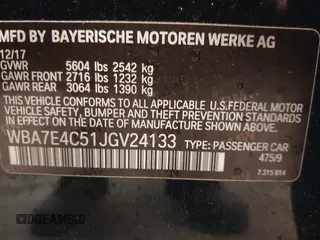 MFD BY BAYERISCHE MOTOREN WERKE AG
12/17
GVWR 5604 lbs 2542 kg
GAWR FRONT 2716 lbs 1232 kg
GAWR REAR 3064 lbs 1390 kg
THIS VEHICLE CONFORMS TO ALL APPLICABLE U.S.FEDERAL MOTOR
VEHICLE SAFETY, BUMPER, AND THEFT PREVENTION STANDARDS
IN EFFECT ON THE DATE OF MANUFACTURE SHOWN ABOVE.
WBA7E4C51JGV24133 TYPE: PASSENGER CAR
475/9
7 315 814
© AUTOBIDMASTER